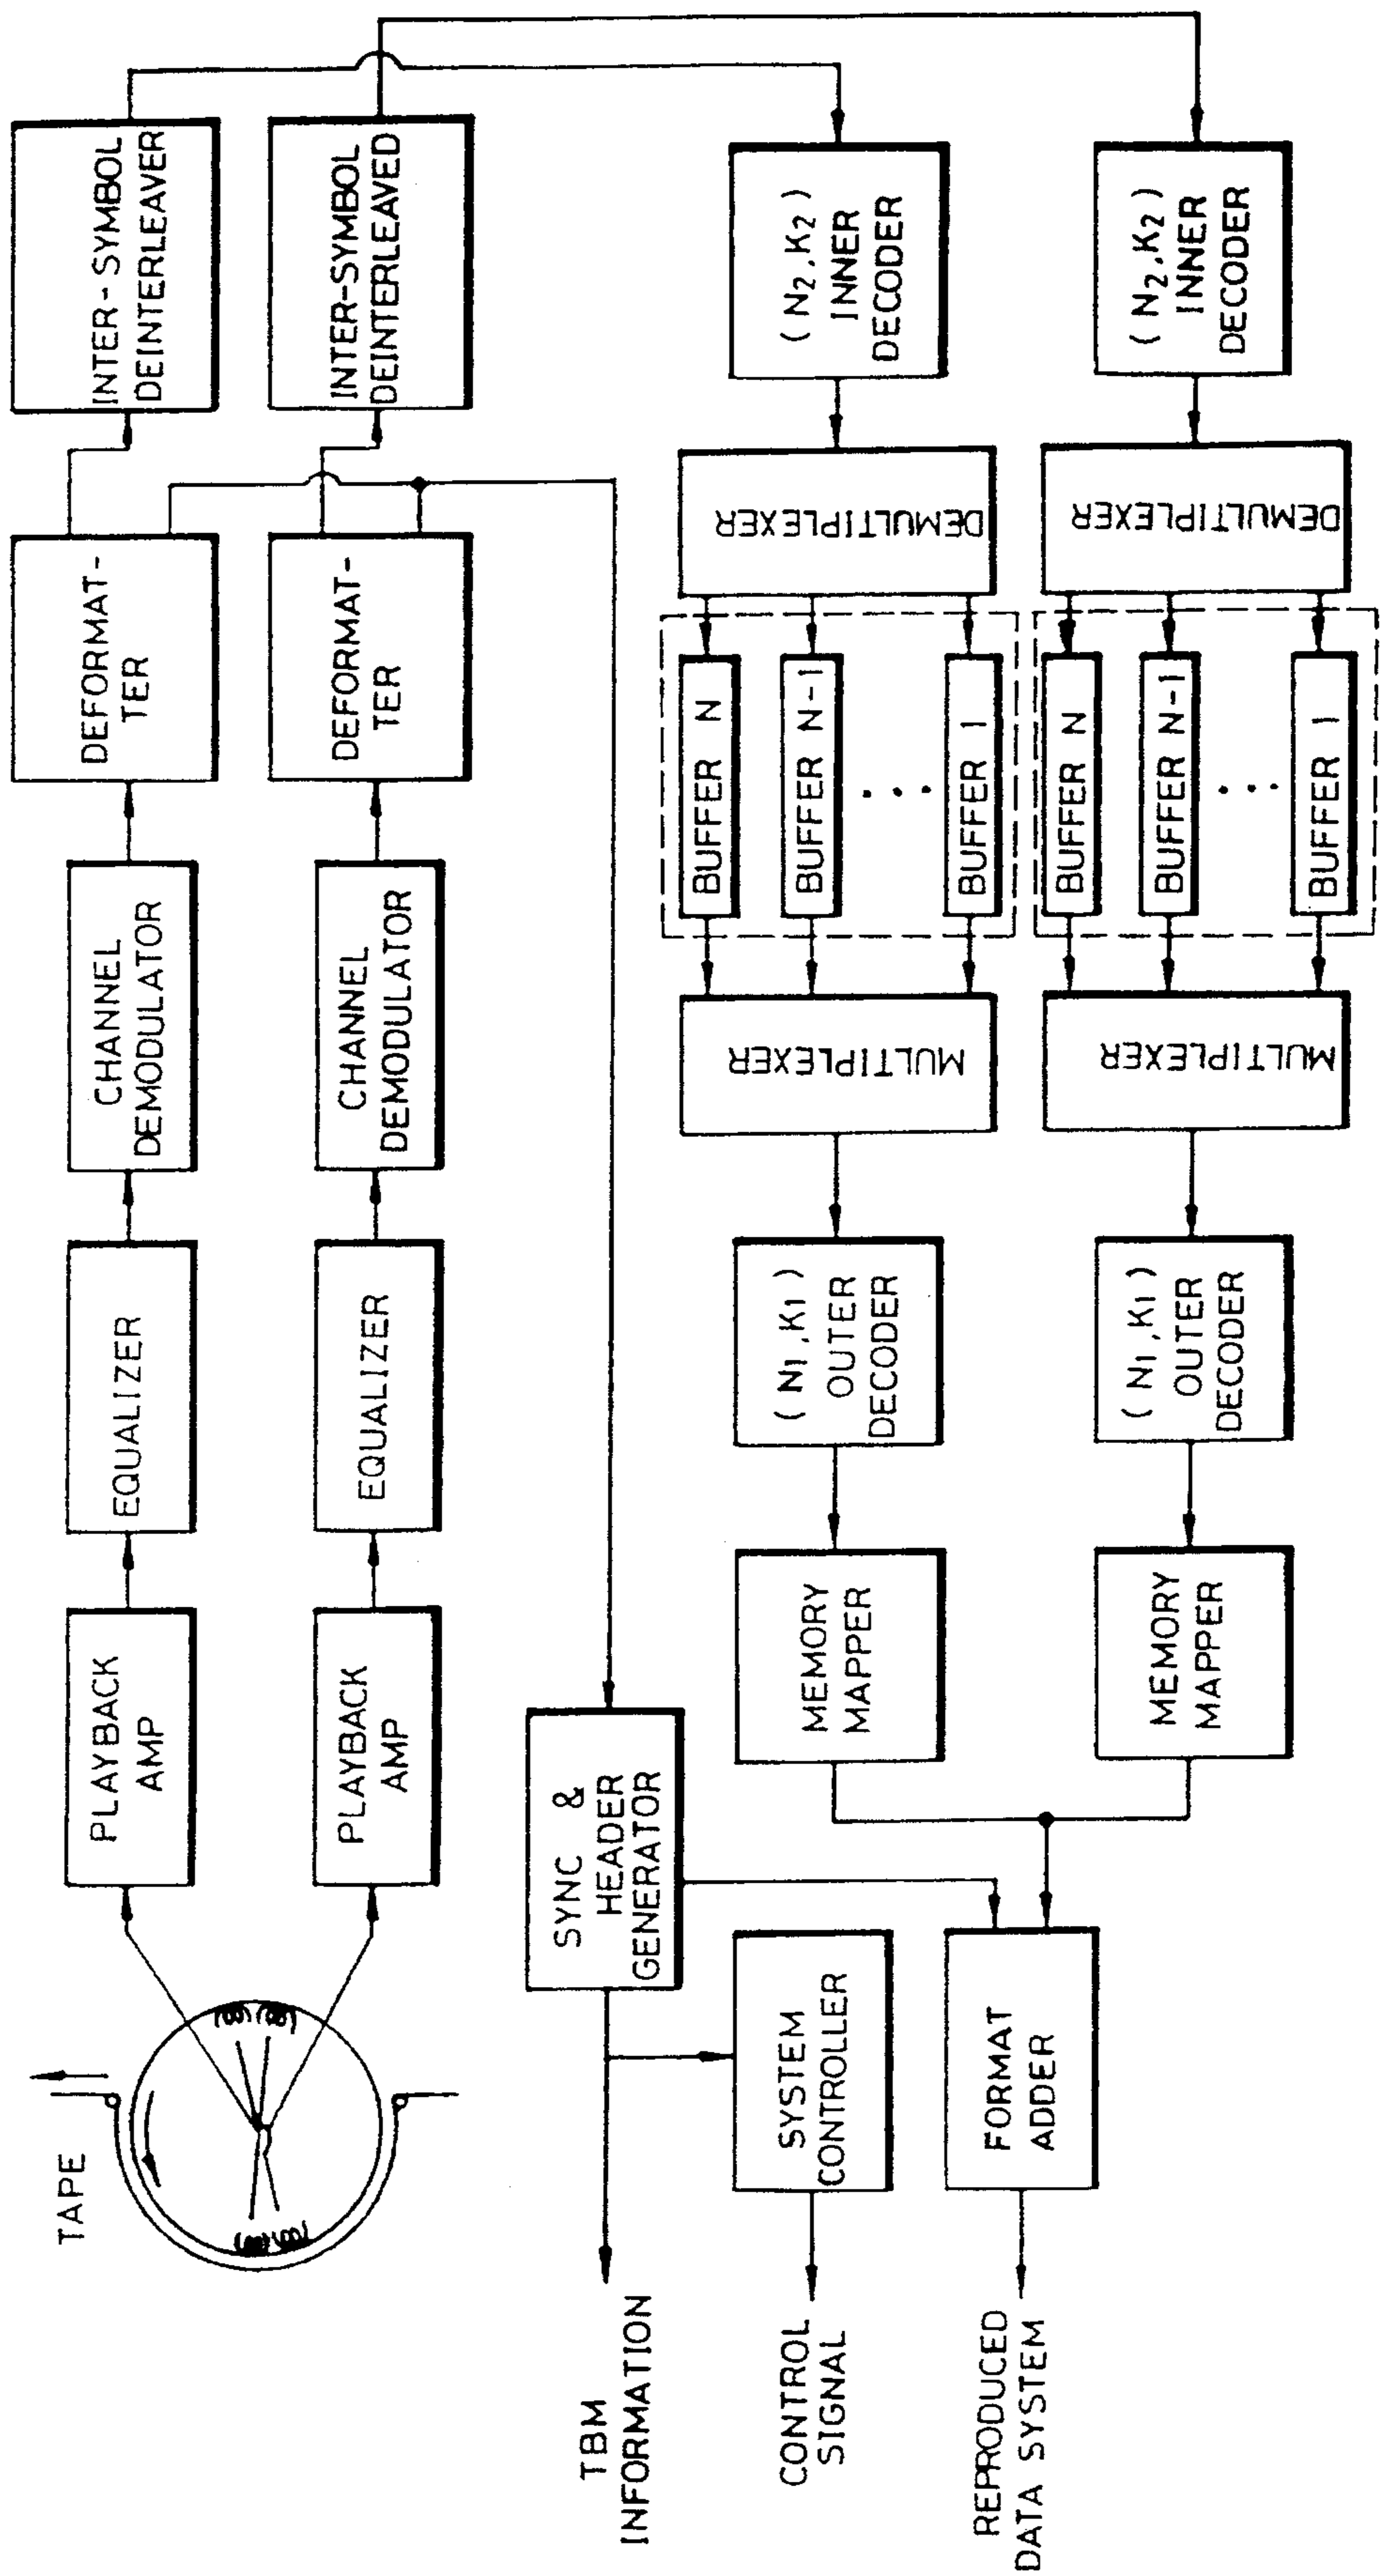 TAPE
PLAYBACK
AMP
EQUALIZER
CHANNEL
DEMODULATOR
DEFORMAT-
TER
INTER-SYMBOL
DEINTERLEAVER
PLAYBACK
AMP
EQUALIZER
CHANNEL
DEMODULATOR
DEFORMAT-
TER
INTER-SYMBOL
DEINTERLEAVED
TBM
INFORMATION
SYNC &
HEADER
GENERATOR
CONTROL
SIGNAL
SYSTEM
CONTROLLER
REPRODUCED
DATA SYSTEM
FORMAT
ADDER
MEMORY
MAPPER
(N1,K1)
OUTER
DECODER
MULTIPLEXER
BUFFER N
BUFFER N-1
...
BUFFER 1
DEMULTIPLEXER
(N2,K2)
INNER
DECODER
MEMORY
MAPPER
(N1,K1)
OUTER
DECODER
MULTIPLEXER
BUFFER N
BUFFER N-1
...
BUFFER 1
DEMULTIPLEXER
(N2,K2)
INNER
DECODER